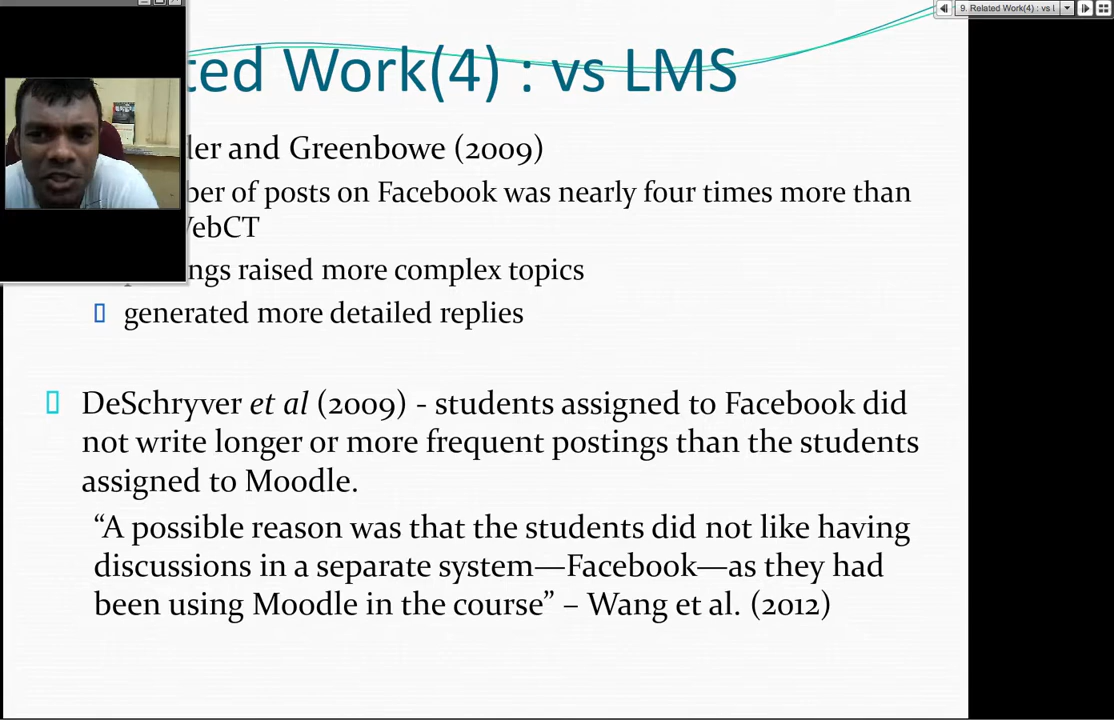 9. Related Work(4) : vs l
ted Work(4) : vs LMS
ler and Greenbowe (2009)
ber of posts on Facebook was nearly four times more than
WebCT
ngs raised more complex topics
generated more detailed replies
DeSchryver et al (2009) - students assigned to Facebook did
not write longer or more frequent postings than the students
assigned to Moodle.
“A possible reason was that the students did not like having
discussions in a separate system—Facebook—as they had
been using Moodle in the course” – Wang et al. (2012)